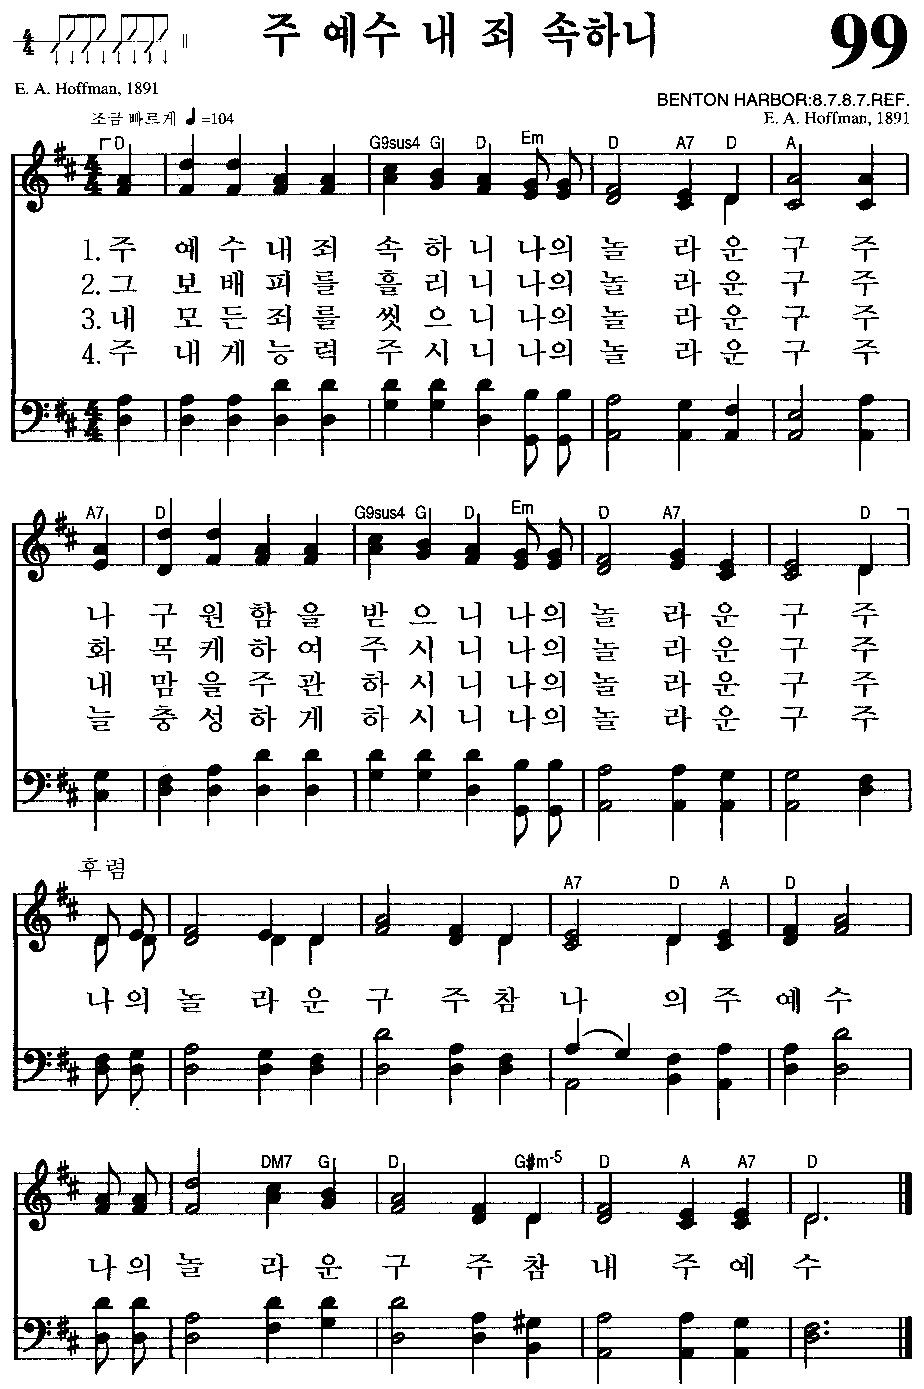 주 예수 내 죄 속하니 99
E. A. Hoffman, 1891
BENTON HARBOR:8.7.8.7.REF.
조금 빠르게 ♩=104 E. A. Hoffman, 1891
D G9sus4 G D Em D A7 D A
1. 주 예 수 내 죄 속 하 니 나의 놀 라 운 구 주
2. 그 보 배 피 를 흘 리 니 나의 놀 라 운 구 주
3. 내 모 든 죄 를 씻 으 니 나의 놀 라 운 구 주
4. 주 내 게 능 력 주 시 니 나의 놀 라 운 구 주
A7 D G9sus4 G D Em D A7 D
나 구 원 함 을 받 으 니 나의 놀 라 운 구 주
화 목 케 하 여 주 시 니 나의 놀 라 운 구 주
내 맘 을 주 관 하 시 니 나의 놀 라 운 구 주
늘 충 성 하 게 하 시 니 나의 놀 라 운 구 주
후렴
A7 D A D
나 의 놀 라 운 구 주 참 나 의 주 예 수
DM7 G D G#m-5 D A A7 D
나 의 놀 라 운 구 주 참 내 주 예 수